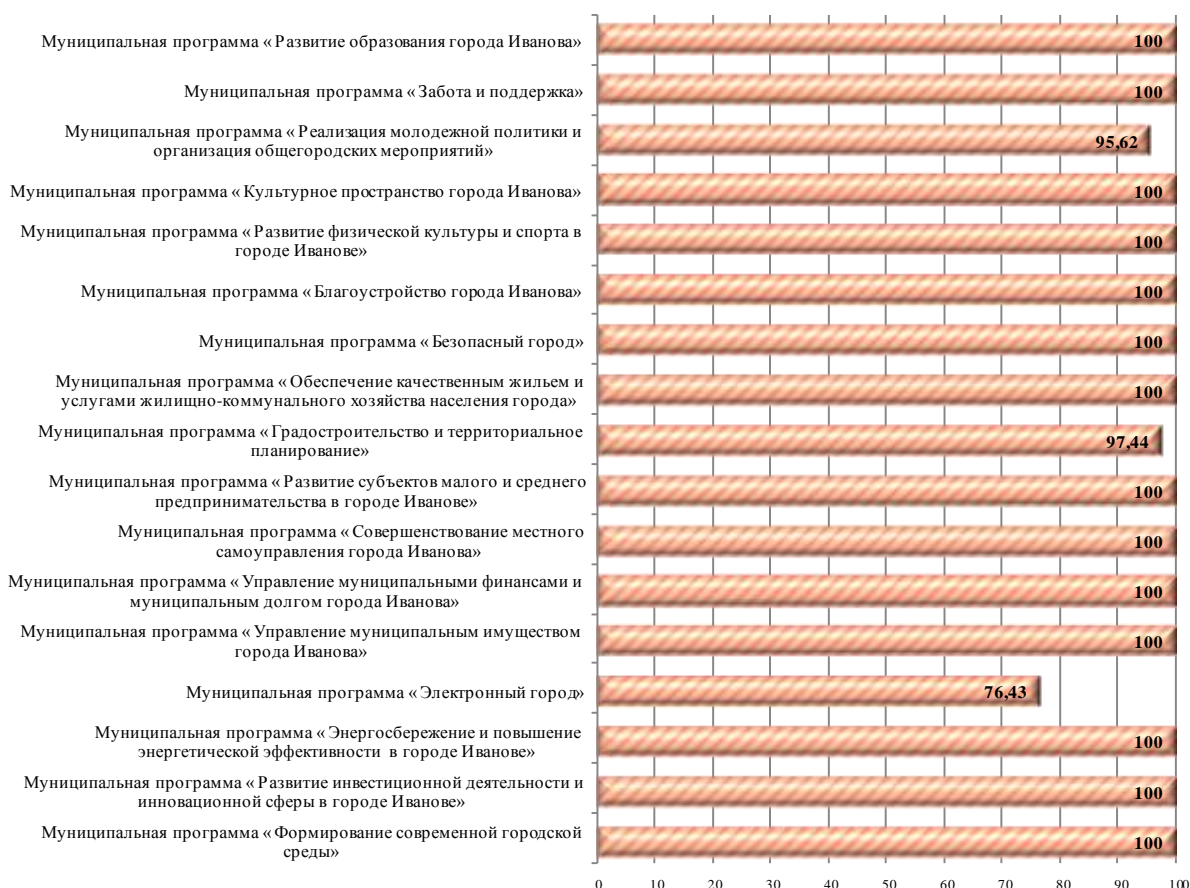 Муниципальная программа «Развитие образования города Иванова»
100
Муниципальная программа «Забота и поддержка»
100
Муниципальная программа «Реализация молодежной политики и
организация общегородских мероприятий»
95,62
Муниципальная программа «Культурное пространство города Иванова»
100
Муниципальная программа «Развитие физической культуры и спорта в
городе Иванове»
100
Муниципальная программа «Благоустройство города Иванова»
100
Муниципальная программа «Безопасный город»
100
Муниципальная программа «Обеспечение качественным жильем и
услугами жилищно-коммунального хозяйства населения города»
100
Муниципальная программа «Градостроительство и территориальное
планирование»
97,44
Муниципальная программа «Развитие субъектов малого и среднего
предпринимательства в городе Иванове»
100
Муниципальная программа «Совершенствование местного
самоуправления города Иванова»
100
Муниципальная программа «Управление муниципальными финансами и
муниципальным долгом города Иванова»
100
Муниципальная программа «Управление муниципальным имуществом
города Иванова»
100
Муниципальная программа «Электронный город»
76,43
Муниципальная программа «Энергосбережение и повышение
энергетической эффективности в городе Иванове»
100
Муниципальная программа «Развитие инвестиционной деятельности и
инновационной сферы в городе Иванове»
100
Муниципальная программа «Формирование современной городской
среды»
100
0 10 20 30 40 50 60 70 80 90 100